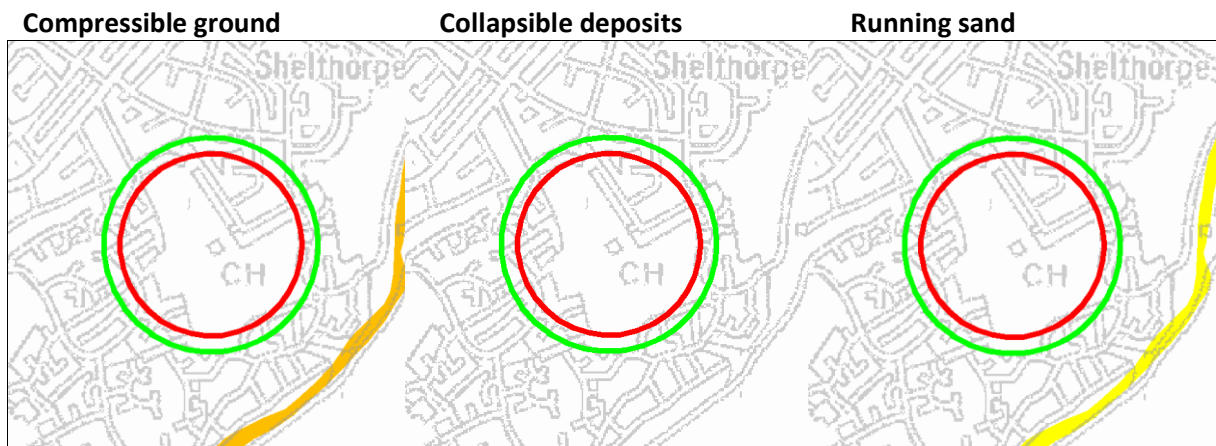 Compressible ground
Collapsible deposits
Running sand
Shelthorpe
Shelthorpe
Shelthorpe
CH
CH
CH